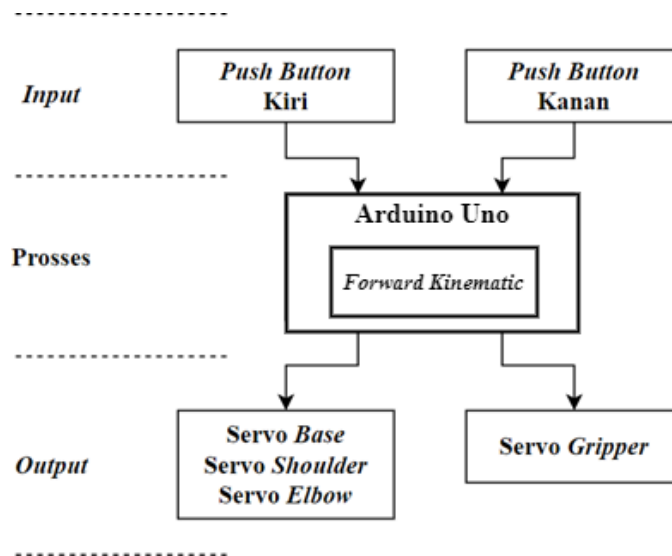 Input
Push Button
Kiri
Push Button
Kanan
Prosses
Arduino Uno
Forward Kinematic
Output
Servo Base
Servo Shoulder
Servo Elbow
Servo Gripper